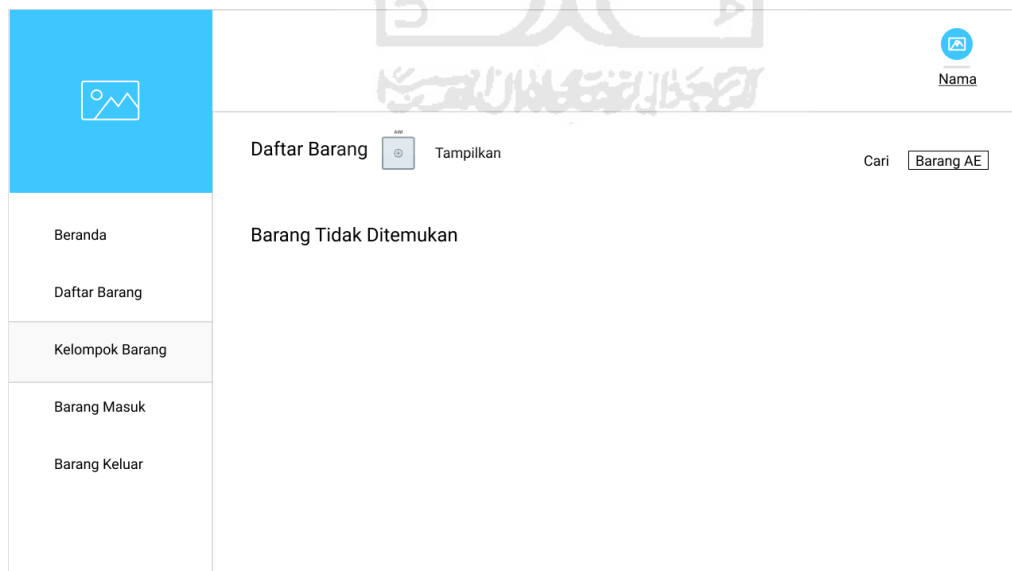 Nama
Add
Daftar Barang Tampilkan
Cari Barang AE
Beranda
Barang Tidak Ditemukan
Daftar Barang
Kelompok Barang
Barang Masuk
Barang Keluar